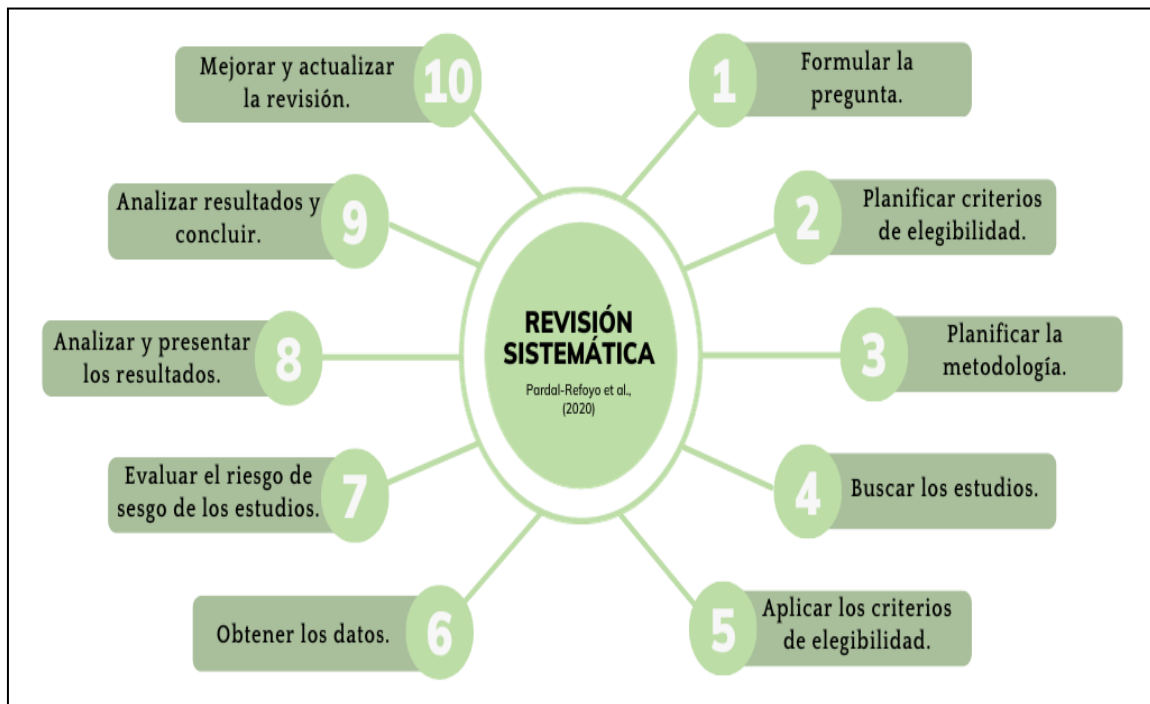 REVISIÓN
SISTEMÁTICA
Pardal-Refoyo et al.,
(2020)
1
Formular la
pregunta.
2
Planificar criterios
de elegibilidad.
3
Planificar la
metodología.
4
Buscar los estudios.
5
Aplicar los criterios
de elegibilidad.
6
Obtener los datos.
7
Evaluar el riesgo de
sesgo de los estudios.
8
Analizar y presentar
los resultados.
9
Analizar resultados y
concluir.
10
Mejorar y actualizar
la revisión.